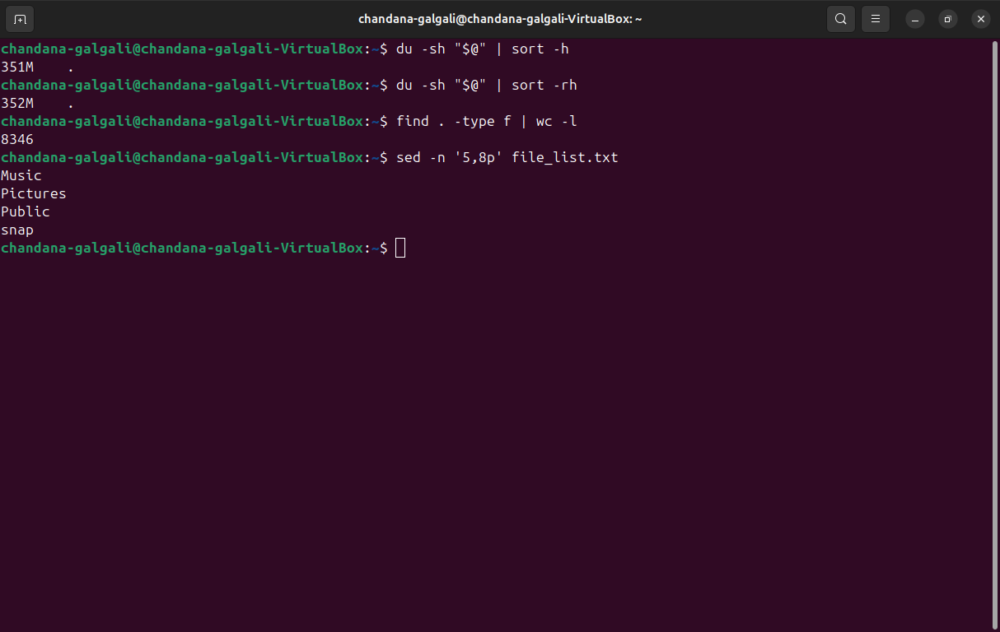 chandana-galgali@chandana-galgali-VirtualBox: ~
chandana-galgali@chandana-galgali-VirtualBox:~$ du -sh "$@" | sort -h
351M    .
chandana-galgali@chandana-galgali-VirtualBox:~$ du -sh "$@" | sort -rh
352M    .
chandana-galgali@chandana-galgali-VirtualBox:~$ find . -type f | wc -l
8346
chandana-galgali@chandana-galgali-VirtualBox:~$ sed -n '5,8p' file_list.txt
Music
Pictures
Public
snap
chandana-galgali@chandana-galgali-VirtualBox:~$